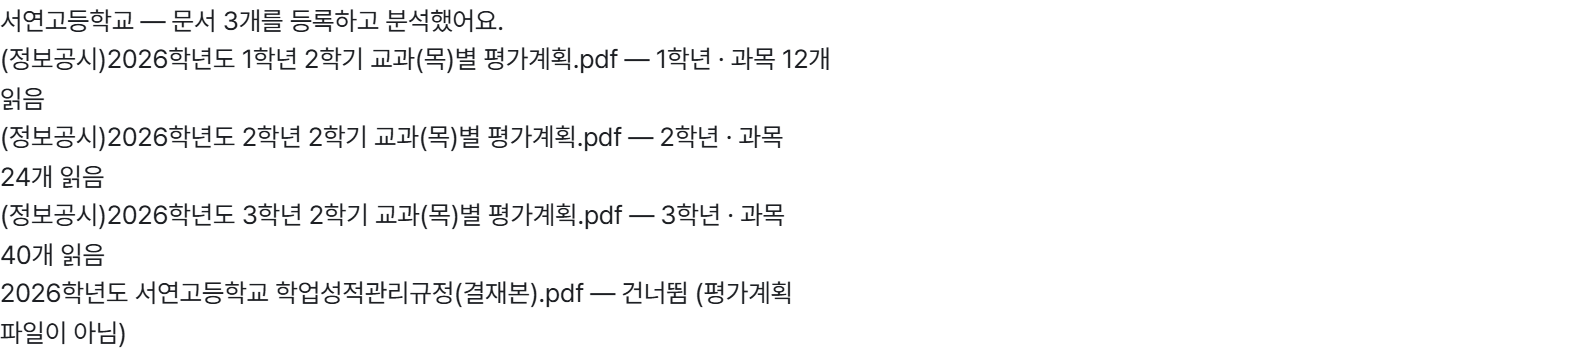 서연고등학교 — 문서 3개를 등록하고 분석했어요.
(정보공시)2026학년도 1학년 2학기 교과(목)별 평가계획.pdf — 1학년 · 과목 12개
읽음
(정보공시)2026학년도 2학년 2학기 교과(목)별 평가계획.pdf — 2학년 · 과목
24개 읽음
(정보공시)2026학년도 3학년 2학기 교과(목)별 평가계획.pdf — 3학년 · 과목
40개 읽음
2026학년도 서연고등학교 학업성적관리규정(결재본).pdf — 건너뜀 (평가계획
파일이 아님)